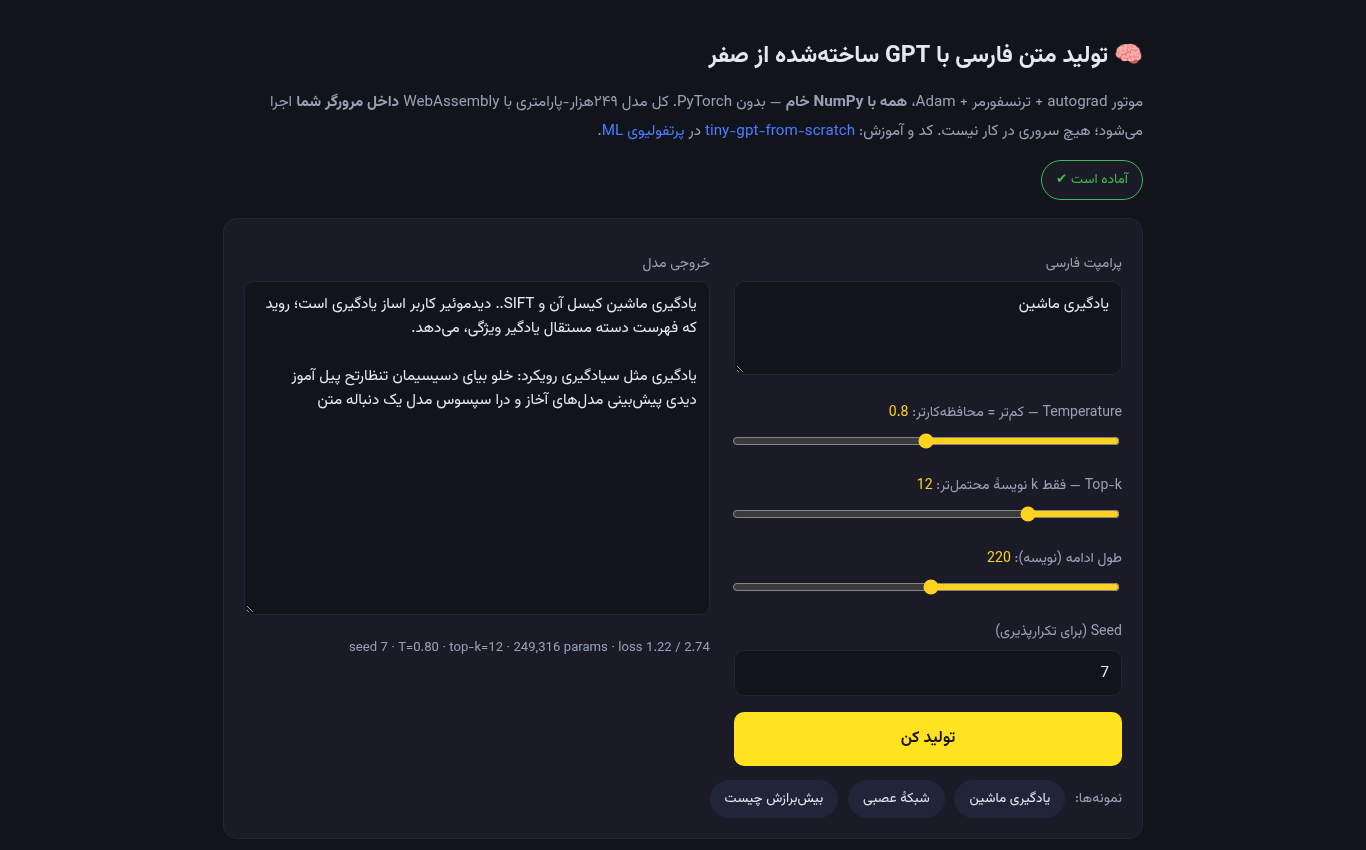 🧠 تولید متن فارسی با GPT ساخته‌شده از صفر
موتور autograd + ترنسفورمر + Adam، همه با NumPy خام — بدون PyTorch. کل مدل ۲۴۹هزار-پارامتری با WebAssembly داخل مرورگر شما اجرا
می‌شود؛ هیچ سروری در کار نیست. کد و آموزش: tiny-gpt-from-scratch در پرتفولیوی ML.
آماده است ✔
پرامپت فارسی
یادگیری ماشین
Temperature — کم‌تر = محافظه‌کارتر: 0.8
Top-k — فقط k نویسهٔ محتمل‌تر: 12
طول ادامه (نویسه): 220
Seed (برای تکرارپذیری)
7
تولید کن
نمونه‌ها: یادگیری ماشین شبکهٔ عصبی بیش‌برازش چیست
خروجی مدل
یادگیری ماشین کیسل آن و SIFT.. دیدموئیر کاربر اساز یادگیری است؛ روید
که فهرست دسته مستقال یادگیر ویژگی، می‌دهد.
یادگیری مثل سیادگیری رویکرد: خلو بیای دسیسیمان تنظارتح پیل آموز
دیدی پیش‌بینی مدل‌های آخاز و درا سپسوس مدل یک دنباله متن
seed 7 · T=0.80 · top-k=12 · 249,316 params · loss 1.22 / 2.74